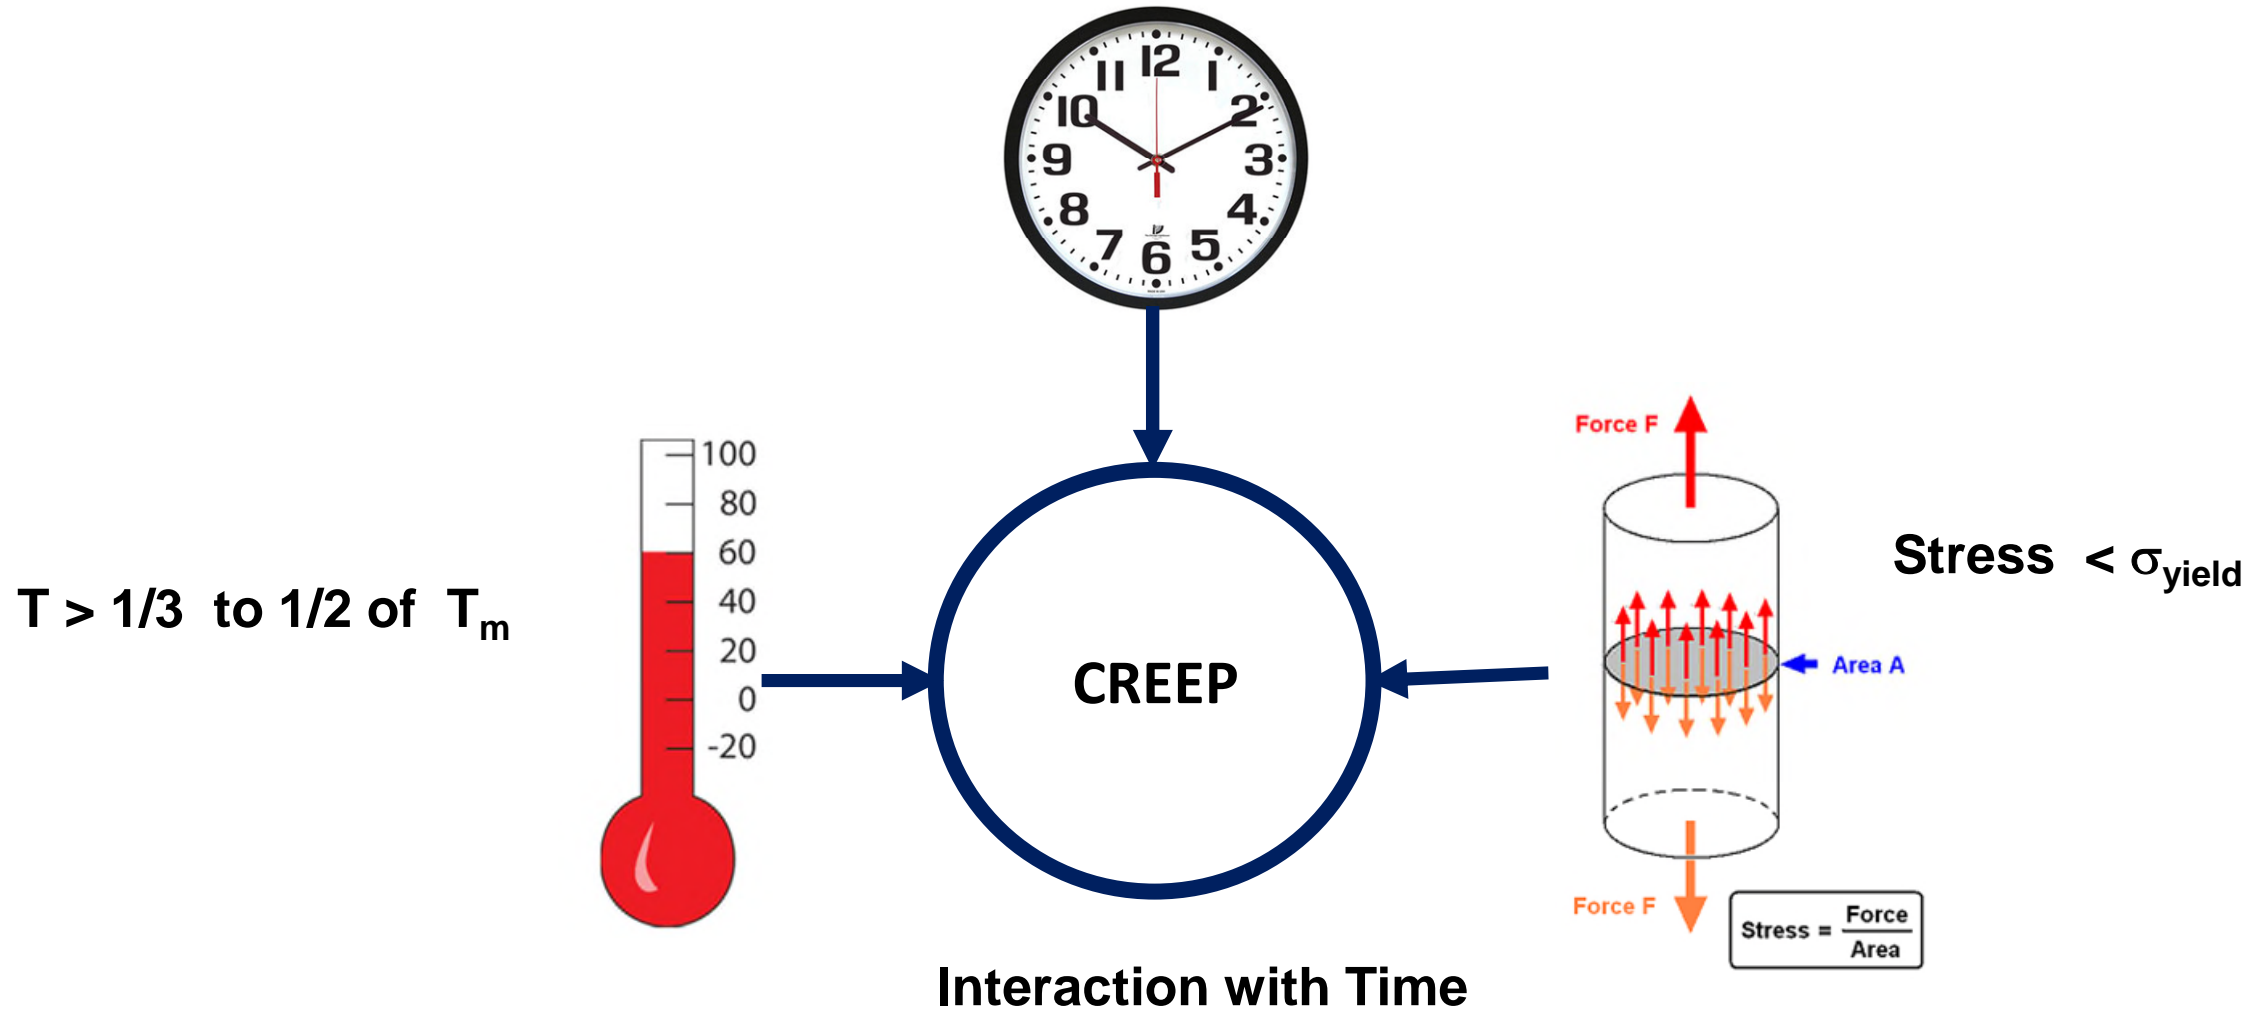 12
11
1
10
2
9
3
8
4
7
5
6
Force F
100
80
60
40
20
0
-20
T > 1/3 to 1/2 of Tm
CREEP
Stress < σyield
Area A
Force F
Stress = Force
Area
Interaction with Time